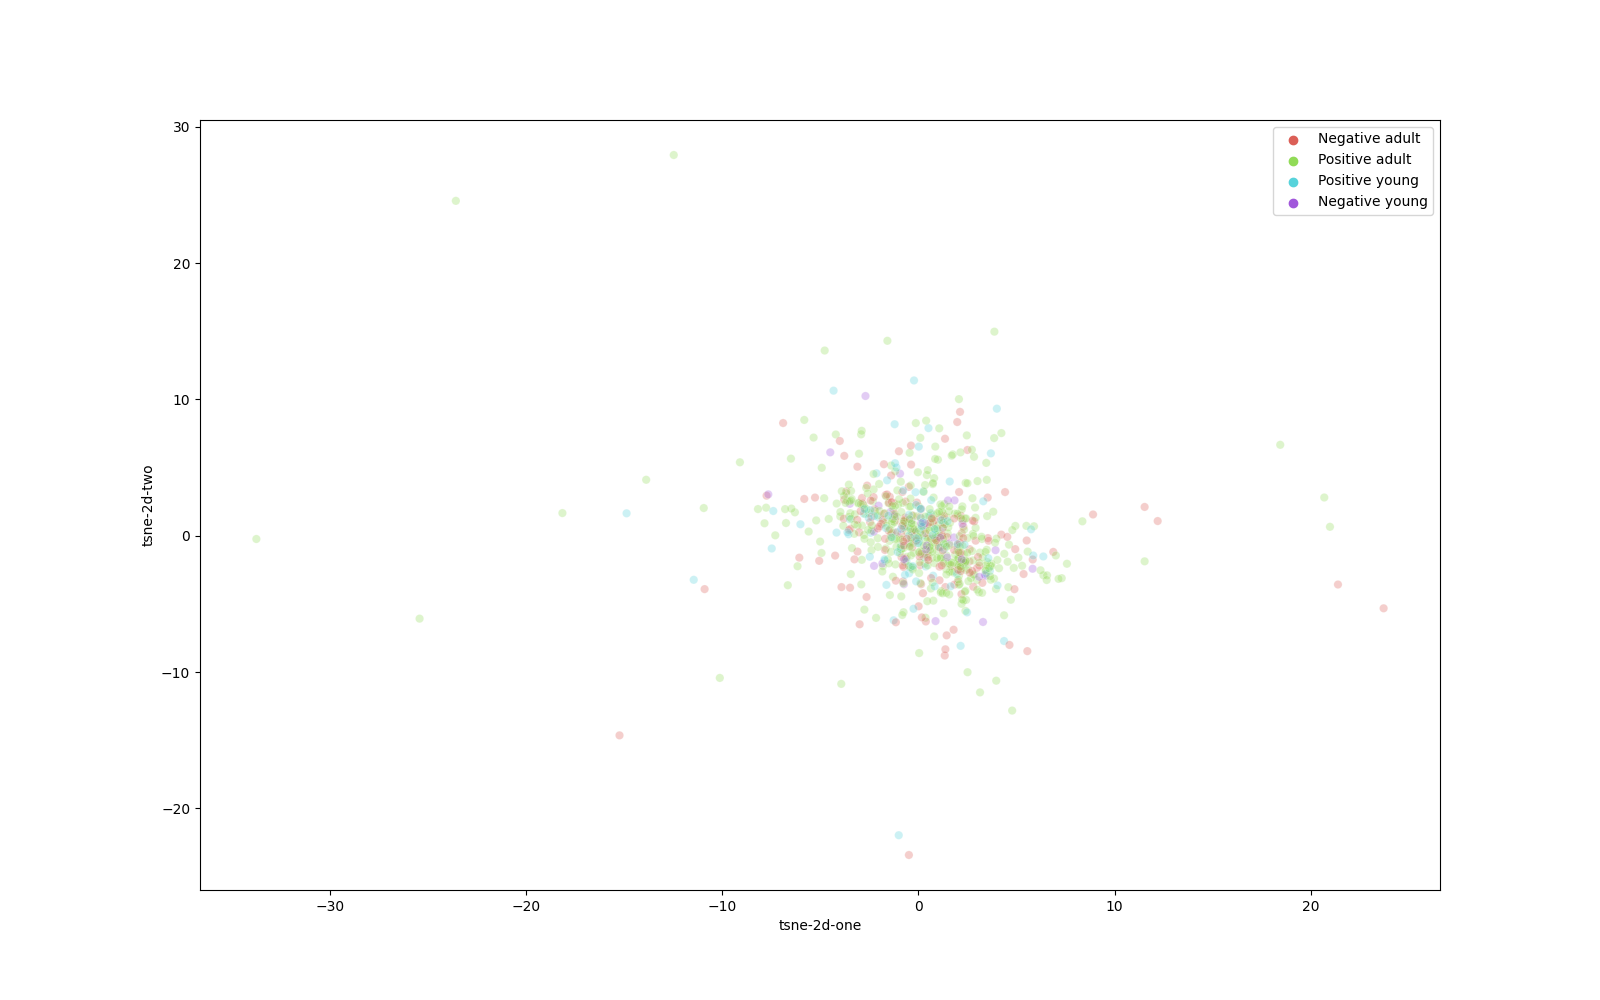 Negative adult
Positive adult
Positive young
Negative young
30
20
10
0
−10
−20
−30
−20
−10
0
10
20
tsne-2d-one
tsne-2d-two